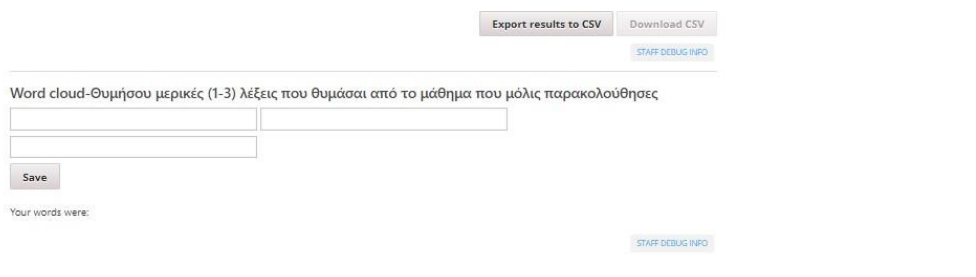 Export results to CSV Download CSV
STAFF DEBUG INFO
Word cloud-Θυμήσου μερικές (1-3) λέξεις που θυμάσαι από το μάθημα που μόλις παρακολούθησες
Save
Your words were:
STAFF DEBUG INFO